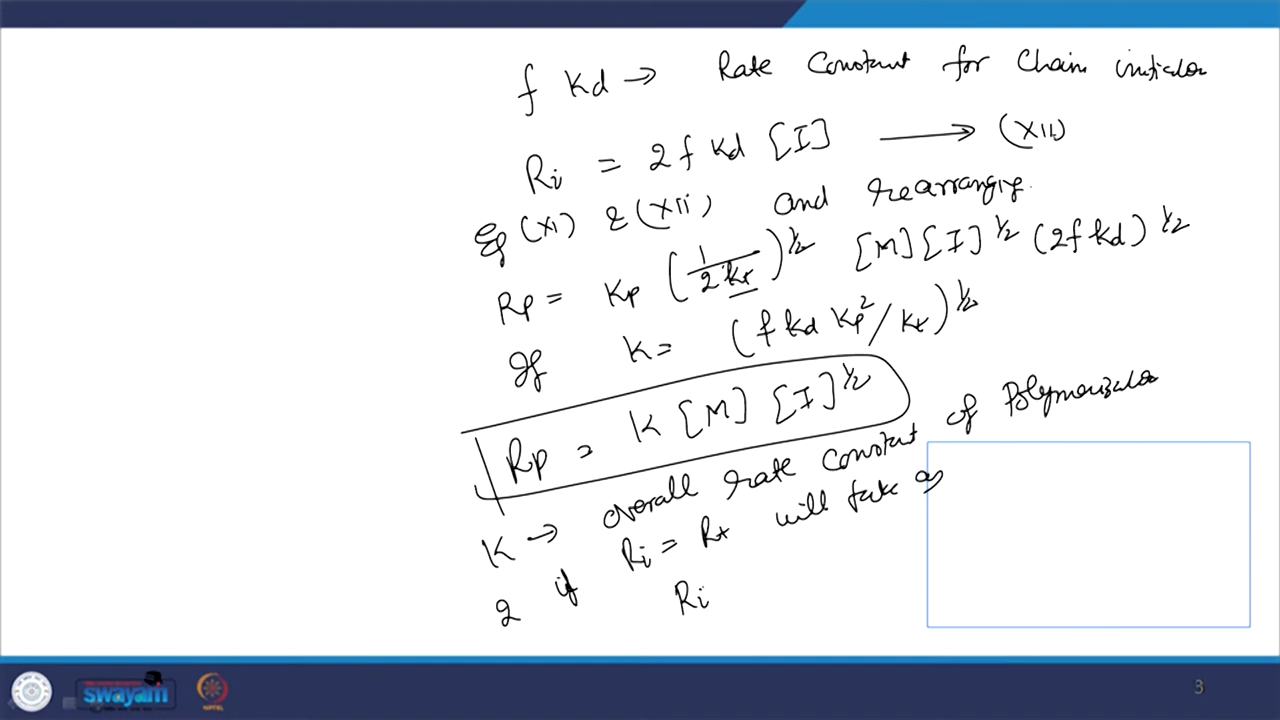 f Kd → Rate Constant for Chain initiation
Ri = 2 f Kd [I] → (XII)
Eq (XI) & (XII) and rearranging.
Rp = Kp (1/2kt)^1/2 [M][I]^1/2 (2f kd)^1/2
If K = (f kd Kp^2/Kt)^1/2
Rp = K [M] [I]^1/2
K → overall rate constant of Polymerization
& if Ri = Rt will take as
Ri
3
swayam